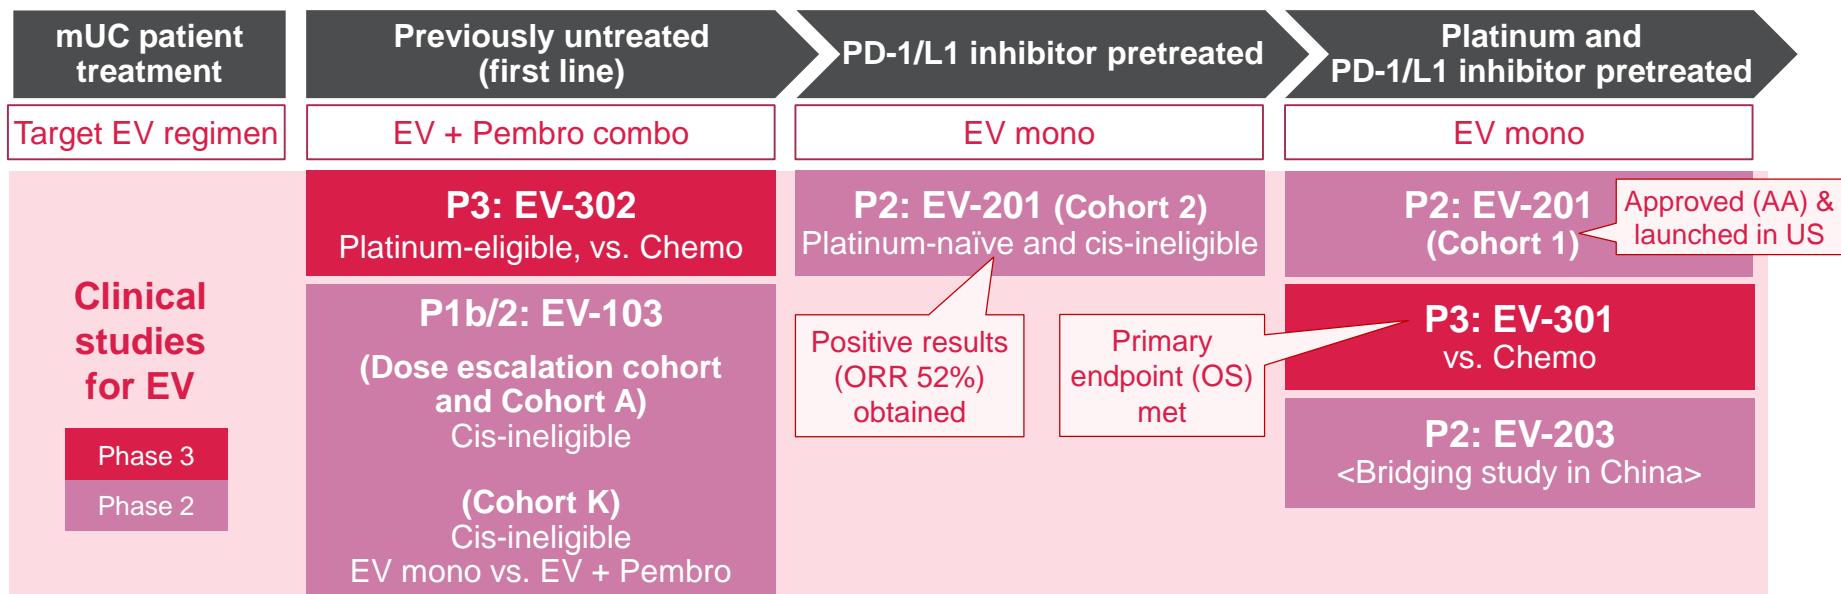 mUC patient
treatment
Previously untreated
(first line)
PD-1/L1 inhibitor pretreated
Platinum and
PD-1/L1 inhibitor pretreated
Target EV regimen
EV + Pembro combo
EV mono
EV mono
Clinical
studies
for EV
Phase 3
Phase 2
P3: EV-302
Platinum-eligible, vs. Chemo
P1b/2: EV-103
(Dose escalation cohort
and Cohort A)
Cis-ineligible
(Cohort K)
Cis-ineligible
EV mono vs. EV + Pembro
P2: EV-201 (Cohort 2)
Platinum-naïve and cis-ineligible
Positive results
(ORR 52%)
obtained
P2: EV-201
(Cohort 1)
Approved (AA) &
launched in US
P3: EV-301
vs. Chemo
Primary
endpoint (OS)
met
P2: EV-203
<Bridging study in China>